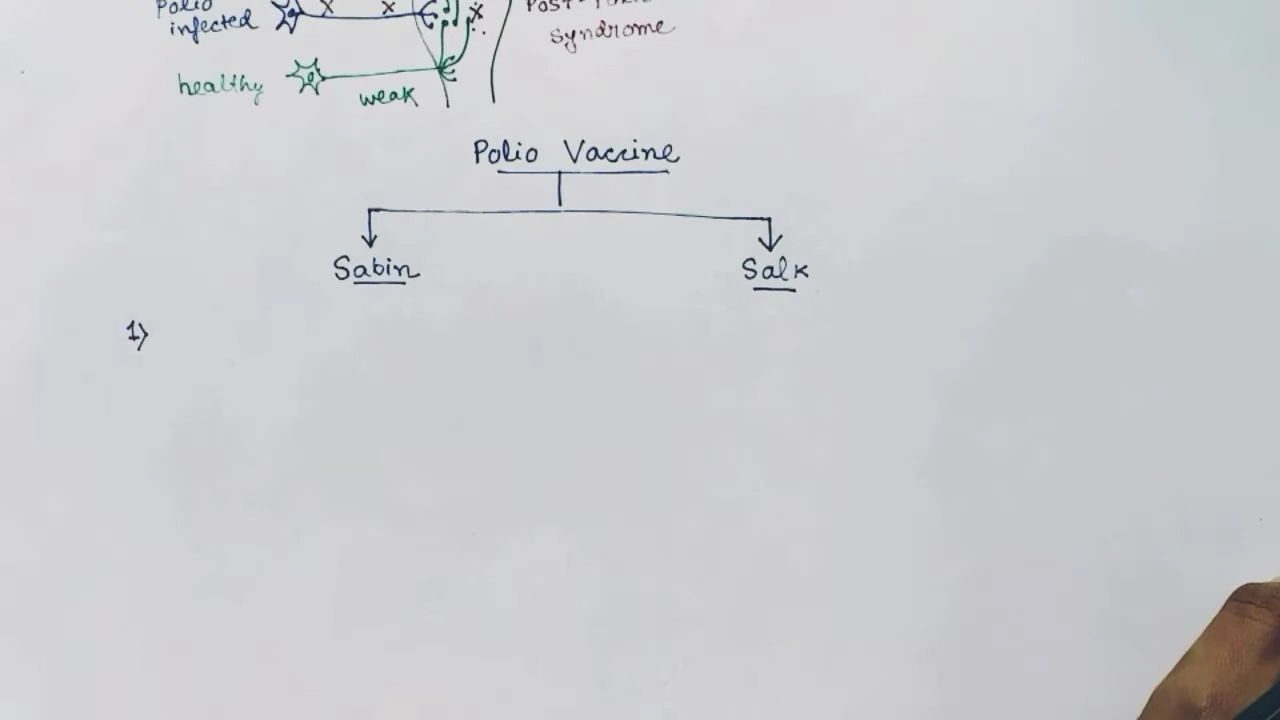 Polio
infected
healthy
weak
Syndrome
Polio Vaccine
Sabin
Salk
1)